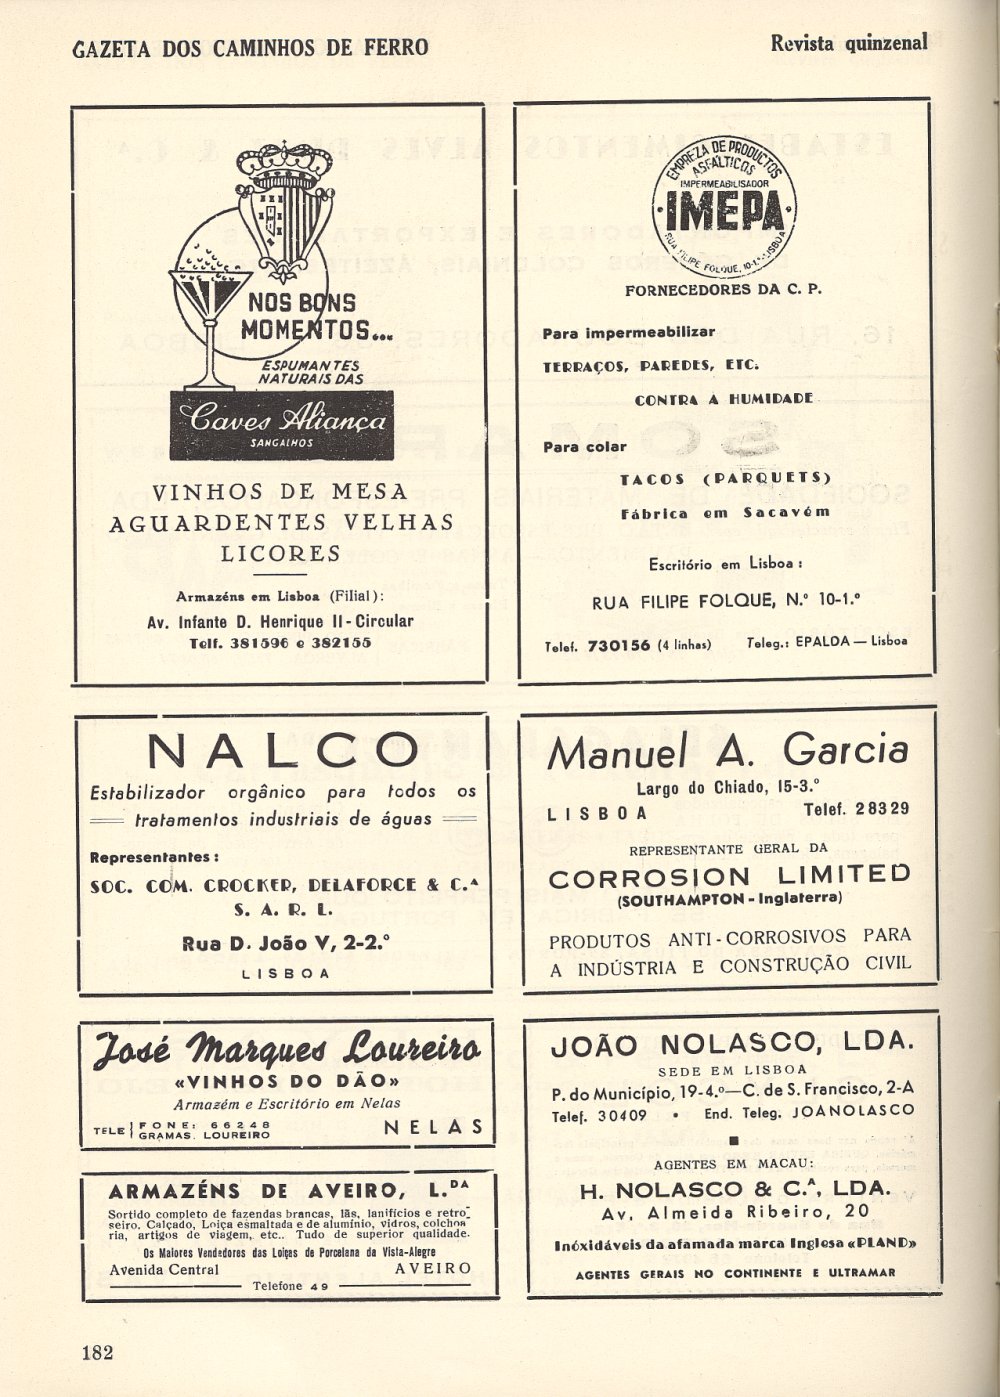 GAZETA DOS CAMINHOS DE FERRO
Revista quinzenal
NOS BONS
MOMENTOS...
ESPUMANTES
NATURAIS DAS
Caves Aliança
SANGALHOS
VINHOS DE MESA
AGUARDENTES VELHAS
LICORES
Armazéns em Lisboa (Filial):
Av. Infante D. Henrique II - Circular
Telf. 381596 e 382155
EMPREZA DE PRODUCTOS
ASFÁLTICOS
IMPERMEABILISADOR
IMEPA
RUA FILIPE FOLQUE, 10-1.º-LISBOA
FORNECEDORES DA C. P.
Para impermeabilizar
TERRAÇOS, PAREDES, ETC.
CONTRA A HUMIDADE
Para colar
TACOS (PARQUETS)
Fábrica em Sacavém
Escritório em Lisboa :
RUA FILIPE FOLQUE, N.º 10-1.º
Telef. 730156 (4 linhas) Teleg.: EPALDA — Lisboa
NALCO
Estabilizador orgânico para todos os
tratamentos industriais de águas
Representantes :
SOC. COM. CROCKER, DELAFORCE & C.ᴬ
S. A. R. L.
Rua D. João V, 2-2.º
LISBOA
Manuel A. Garcia
Largo do Chiado, 15-3.º
LISBOA Telef. 28329
REPRESENTANTE GERAL DA
CORROSION LIMITED
(SOUTHAMPTON - Inglaterra)
PRODUTOS ANTI-CORROSIVOS PARA
A INDÚSTRIA E CONSTRUÇÃO CIVIL
José Marques Loureiro
«VINHOS DO DÃO»
Armazém e Escritório em Nelas
TELE FONE: 66248
GRAMAS. LOUREIRO
NELAS
ARMAZÉNS DE AVEIRO, L.DA
Sortido completo de fazendas brancas, lãs, lanifícios e retro-
seiro. Calçado, Loiça esmaltada e de alumínio, vidros, colchoa
ria, artigos de viagem, etc.. Tudo de superior qualidade.
Os Maiores Vendedores das Loiças de Porcelana da Vista-Alegre
Avenida Central AVEIRO
Telefone 49
JOÃO NOLASCO, LDA.
SEDE EM LISBOA
P. do Município, 19-4.º—C. de S. Francisco, 2-A
Telef. 30409 • End. Teleg. JOANOLASCO
AGENTES EM MACAU:
H. NOLASCO & C.ᴬ, LDA.
Av. Almeida Ribeiro, 20
Inóxidáveis da afamada marca Inglesa «PLAND»
AGENTES GERAIS NO CONTINENTE E ULTRAMAR
182